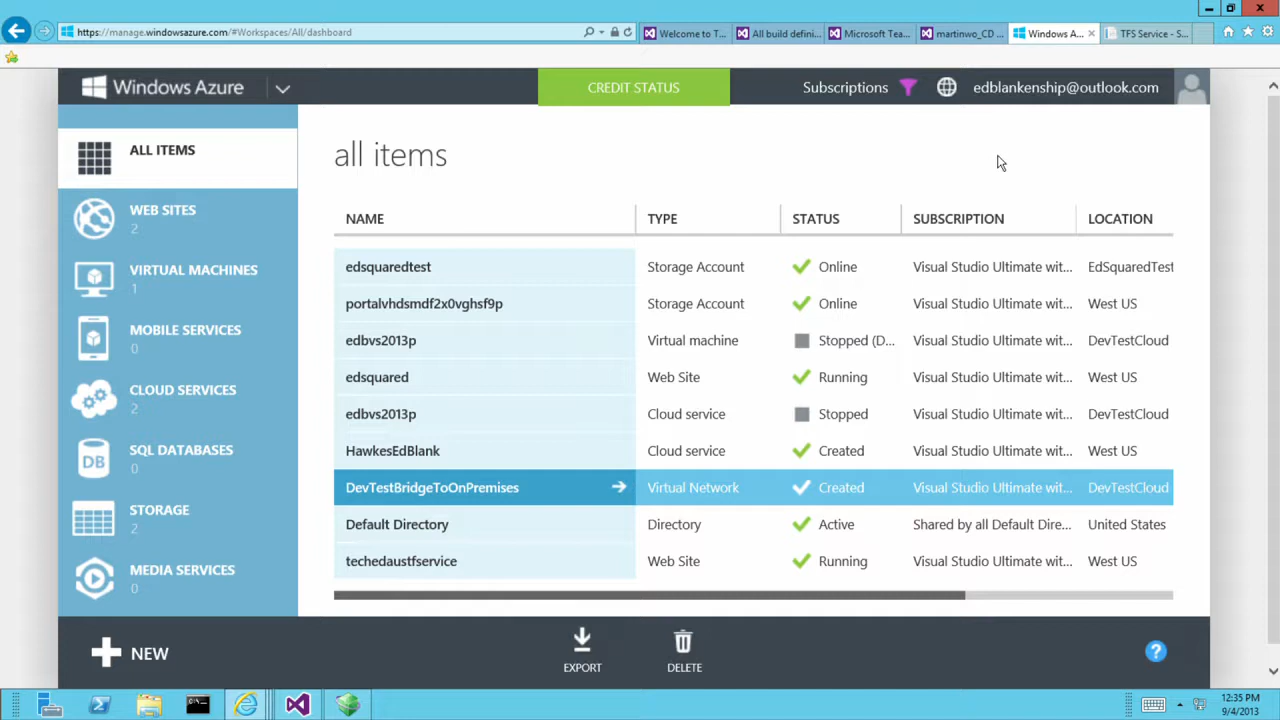 https://manage.windowsazure.com/#Workspaces/All/dashboard
Welcome to T...
All build defini...
Microsoft Tea...
martinwo_CD ...
Windows A...
TFS Service - S...
Windows Azure
CREDIT STATUS
Subscriptions
edblankenship@outlook.com
ALL ITEMS
WEB SITES
2
VIRTUAL MACHINES
1
MOBILE SERVICES
0
CLOUD SERVICES
2
DB
SQL DATABASES
0
STORAGE
2
MEDIA SERVICES
0
all items
NAME TYPE STATUS SUBSCRIPTION LOCATION
edsquaredtest Storage Account Online Visual Studio Ultimate wit... EdSquaredTest
portalvhdsmdf2x0vghsf9p Storage Account Online Visual Studio Ultimate wit... West US
edbvs2013p Virtual machine Stopped (D... Visual Studio Ultimate wit... DevTestCloud
edsquared Web Site Running Visual Studio Ultimate wit... West US
edbvs2013p Cloud service Stopped Visual Studio Ultimate wit... DevTestCloud
HawkesEdBlank Cloud service Created Visual Studio Ultimate wit... West US
DevTestBridgeToOnPremises Virtual Network Created Visual Studio Ultimate wit... DevTestCloud
Default Directory Directory Active Shared by all Default Dire... United States
techedaustfservice Web Site Running Visual Studio Ultimate wit... West US
NEW
EXPORT
DELETE
?
12:35 PM
9/4/2013